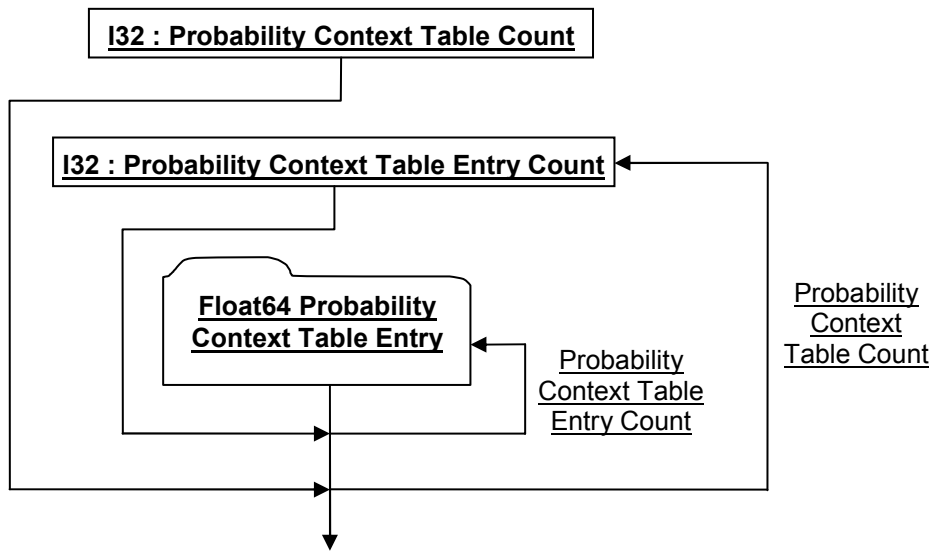 I32 : Probability Context Table Count
I32 : Probability Context Table Entry Count
Float64 Probability
Context Table Entry
Probability
Context Table
Entry Count
Probability
Context
Table Count